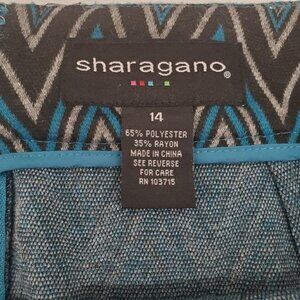 sharagano®
14
65% POLYESTER
35% RAYON
MADE IN CHINA
SEE REVERSE
FOR CARE
RN 103715